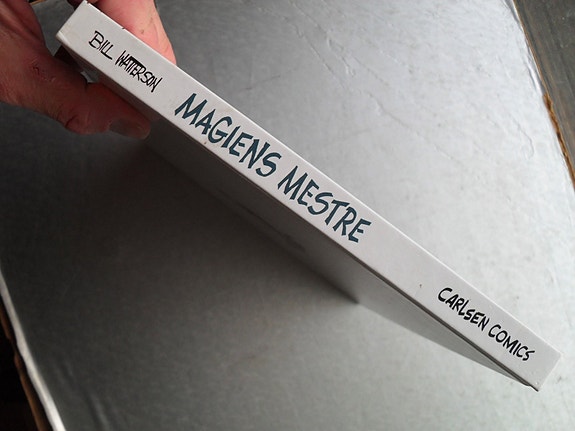 BILL WATTERSON
MAGIENS MESTRE
CARLSEN COMICS